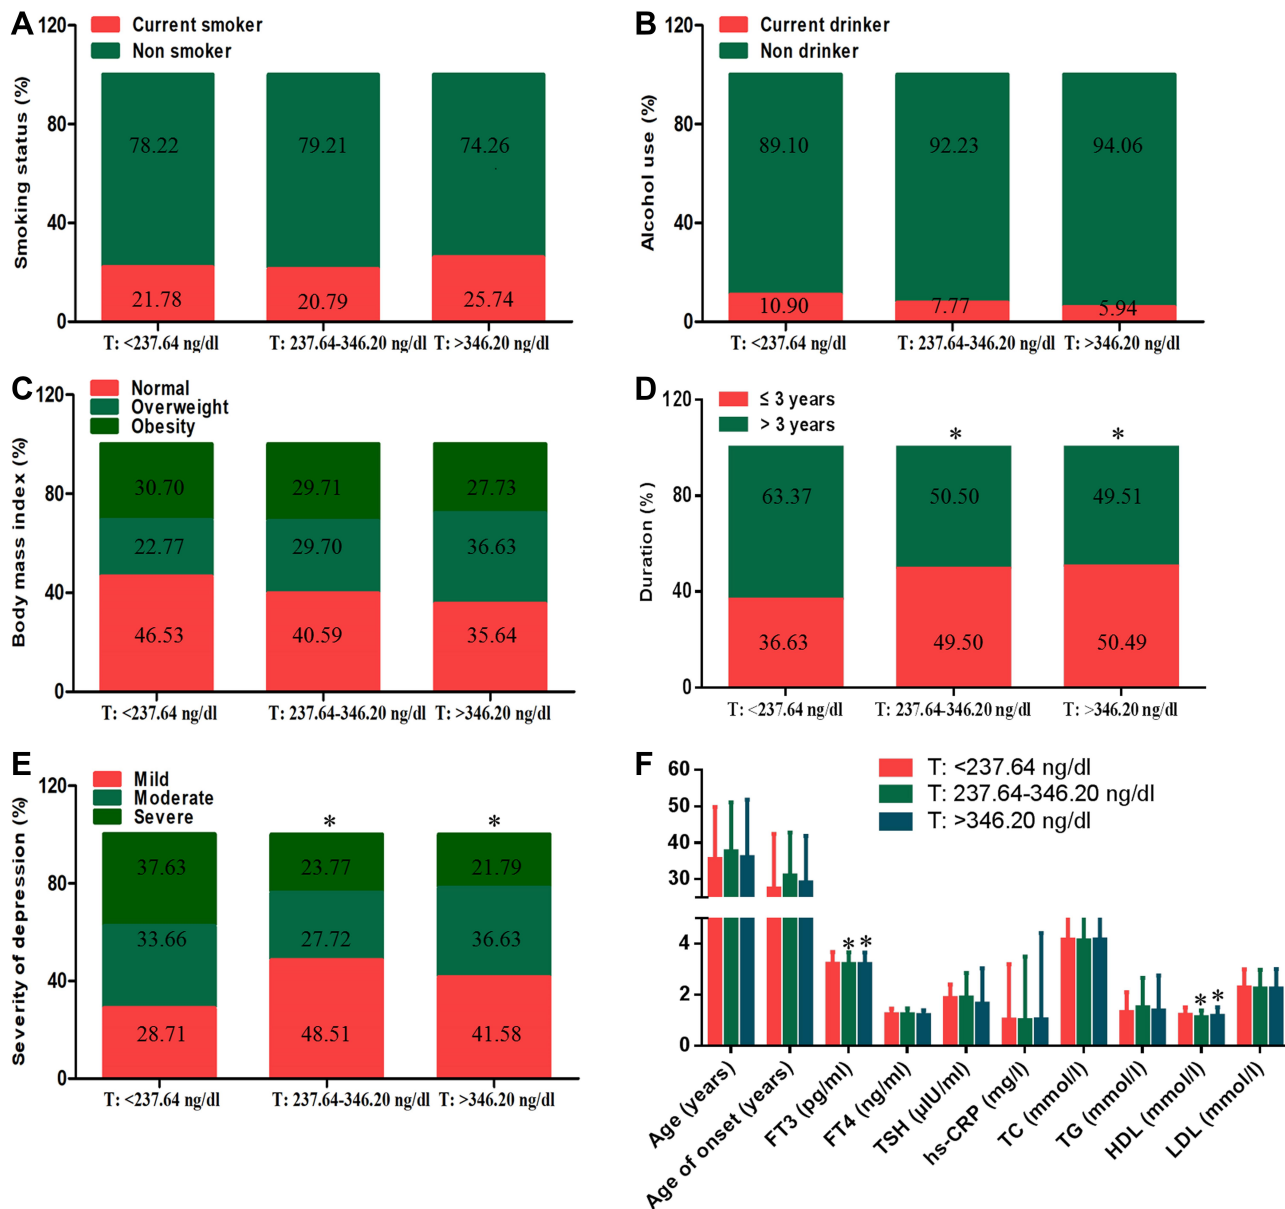 A
120
Current smoker
Non smoker
Smoking status (%)
80
40
0
78.22
79.21
74.26
21.78
20.79
25.74
T: <237.64 ng/dl
T: 237.64-346.20 ng/dl
T: >346.20 ng/dl
B
120
Current drinker
Non drinker
Alcohol use (%)
80
40
0
89.10
92.23
94.06
10.90
7.77
5.94
T: <237.64 ng/dl
T: 237.64-346.20 ng/dl
T: >346.20 ng/dl
C
120
Normal
Overweight
Obesity
Body mass index (%)
80
40
0
30.70
29.71
27.73
22.77
29.70
36.63
46.53
40.59
35.64
T: <237.64 ng/dl
T: 237.64-346.20 ng/dl
T: >346.20 ng/dl
D
120
≤ 3 years
> 3 years
Duration (%)
80
40
0
* *
63.37
50.50
49.51
36.63
49.50
50.49
T: <237.64 ng/dl
T: 237.64-346.20 ng/dl
T: >346.20 ng/dl
E
120
Mild
Moderate
Severe
Severity of depression (%)
80
40
0
* *
37.63
23.77
21.79
33.66
27.72
36.63
28.71
48.51
41.58
T: <237.64 ng/dl
T: 237.64-346.20 ng/dl
T: >346.20 ng/dl
F
60
50
40
30
4
2
0
T: <237.64 ng/dl
T: 237.64-346.20 ng/dl
T: >346.20 ng/dl
* *
* *
Age (years)
Age of onset (years)
FT3 (pg/ml)
FT4 (ng/ml)
TSH (µIU/ml)
hs-CRP (mg/l)
TC (mmol/l)
TG (mmol/l)
HDL (mmol/l)
LDL (mmol/l)